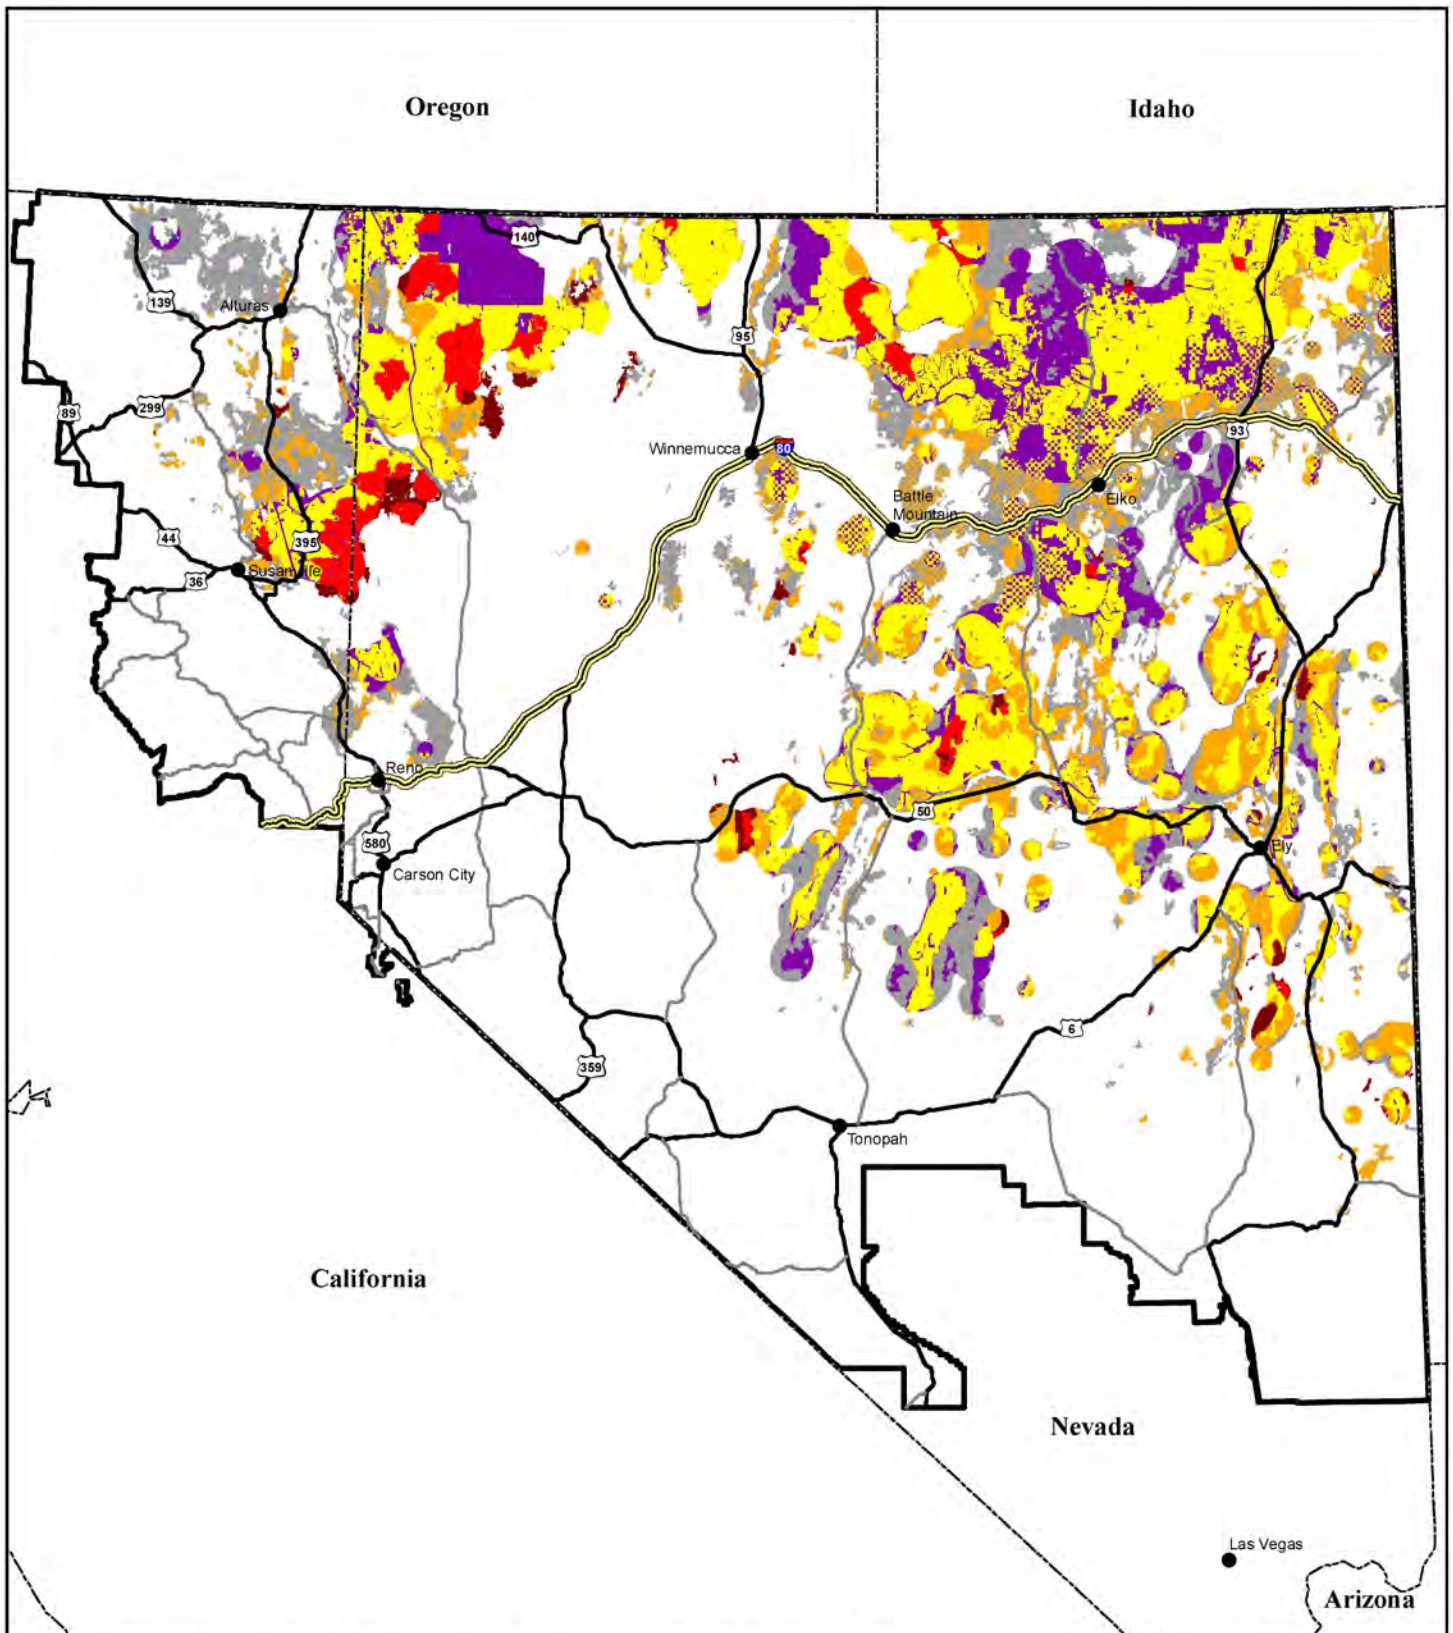 Oregon
Idaho
140
139
Alturas
95
89
299
93
Winnemucca
80
Elko
Battle
Mountain
44
395
Susanville
36
Reno
50
580
Ely
Carson City
6
359
Tonopah
California
Nevada
Las Vegas
Arizona